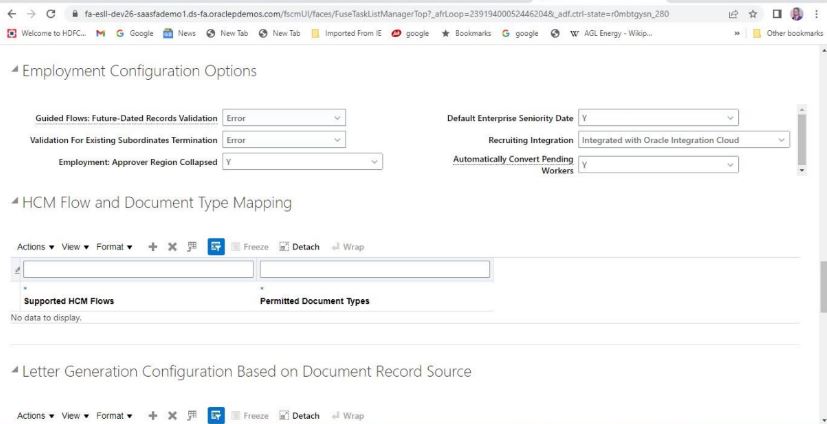 fa-esll-dev26-saasfademo1.ds-fa.oraclepdemos.com/fscmUI/faces/FuseTaskListManagerTop?_afrLoop=2391940005244620 4&_adf.ctrl-state=r0mbtgysn_280
Welcome to HDFC... Google News New Tab New Tab Imported From IE google Bookmarks google AGL Energy - Wikip... » Other bookmarks
Employment Configuration Options
Guided Flows: Future-Dated Records Validation Error Default Enterprise Seniority Date Y
Validation For Existing Subordinates Termination Error Recruiting Integration Integrated with Oracle Integration Cloud
Employment: Approver Region Collapsed Y Automatically Convert Pending Workers Y
HCM Flow and Document Type Mapping
Actions View Format Freeze Detach Wrap
* Supported HCM Flows * Permitted Document Types
No data to display.
Letter Generation Configuration Based on Document Record Source
Actions View Format Freeze Detach Wrap